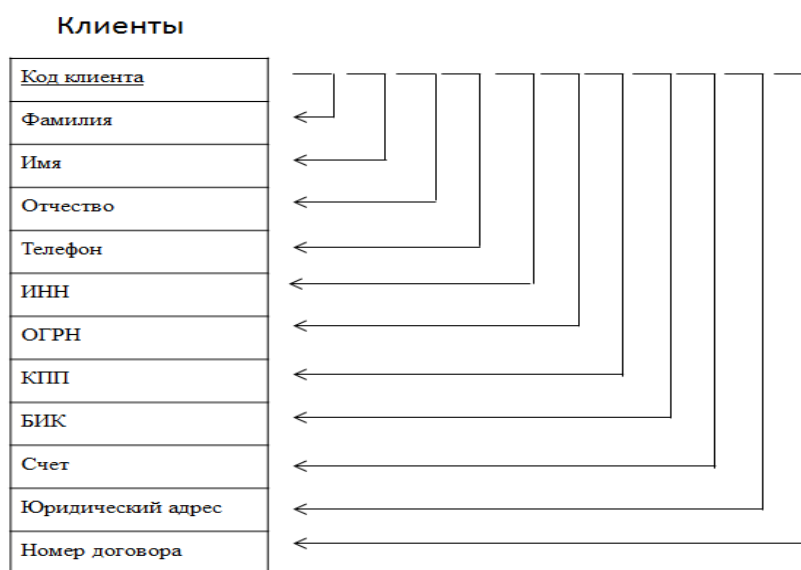 Клиенты
Код клиента
Фамилия
Имя
Отчество
Телефон
ИНН
ОГРН
КПП
БИК
Счет
Юридический адрес
Номер договора